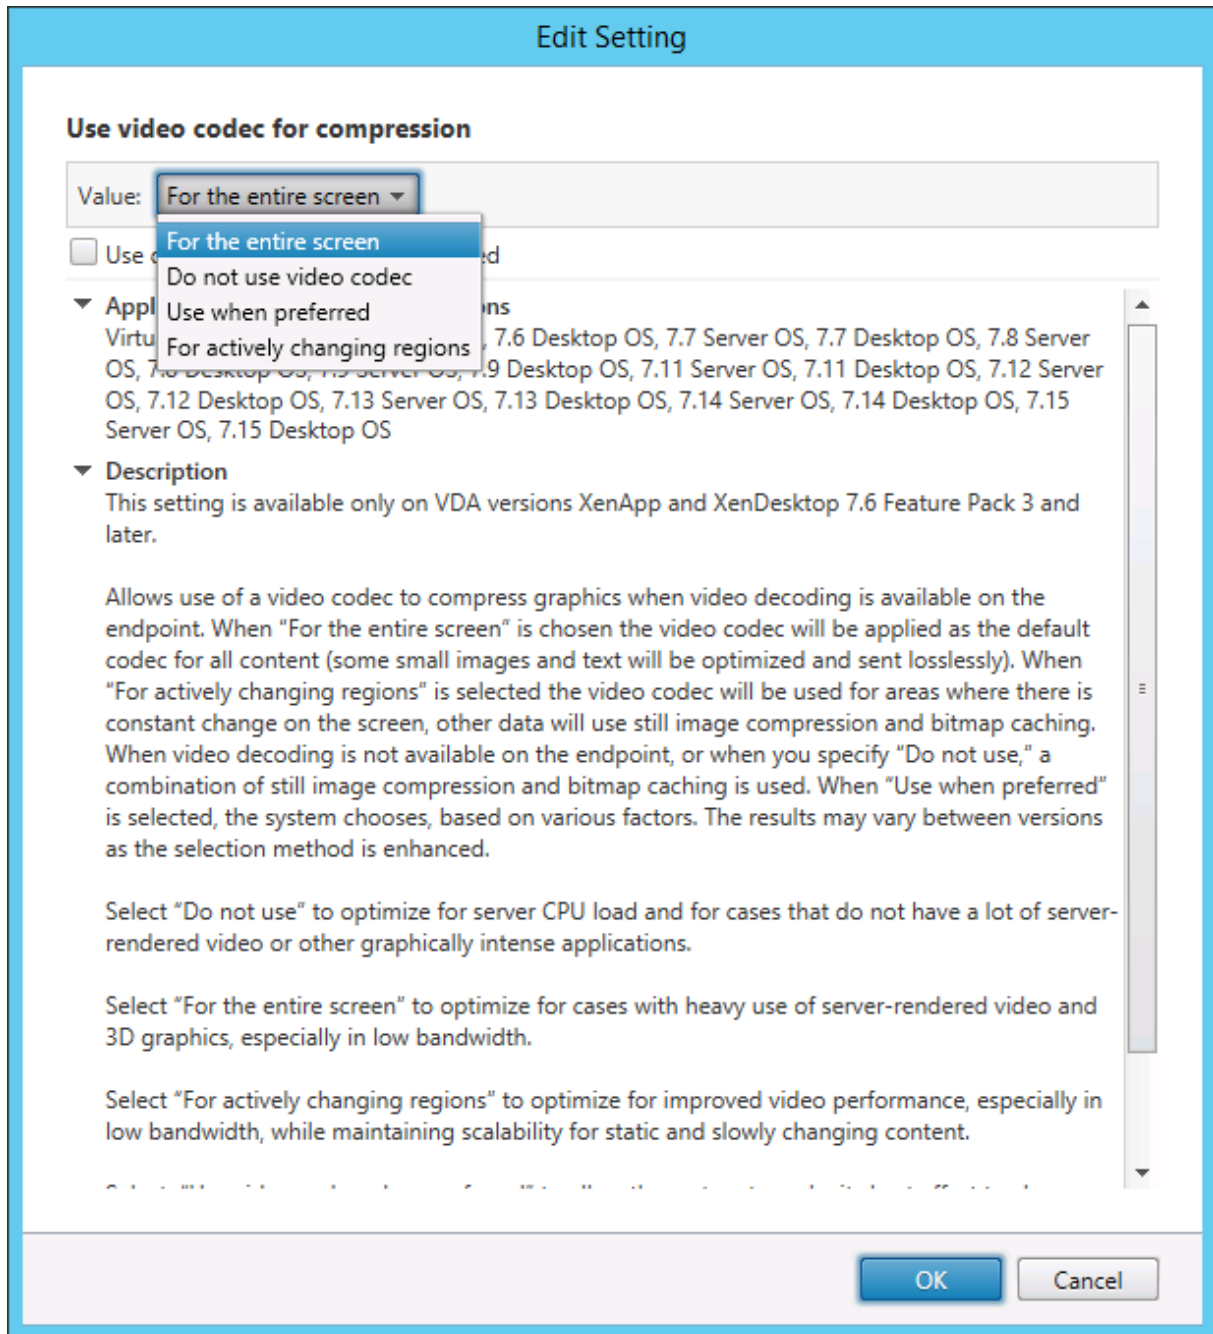 Edit Setting
Use video codec for compression
Value: For the entire screen
For the entire screen
Do not use video codec
Use when preferred
For actively changing regions
Use
ed
Appl
ns
Virtu , 7.6 Desktop OS, 7.7 Server OS, 7.7 Desktop OS, 7.8 Server
OS, 7.8 Desktop OS, 7.9 Server OS, 7.9 Desktop OS, 7.11 Server OS, 7.11 Desktop OS, 7.12 Server
OS, 7.12 Desktop OS, 7.13 Server OS, 7.13 Desktop OS, 7.14 Server OS, 7.14 Desktop OS, 7.15
Server OS, 7.15 Desktop OS
Description
This setting is available only on VDA versions XenApp and XenDesktop 7.6 Feature Pack 3 and
later.
Allows use of a video codec to compress graphics when video decoding is available on the
endpoint. When “For the entire screen” is chosen the video codec will be applied as the default
codec for all content (some small images and text will be optimized and sent losslessly). When
“For actively changing regions” is selected the video codec will be used for areas where there is
constant change on the screen, other data will use still image compression and bitmap caching.
When video decoding is not available on the endpoint, or when you specify “Do not use,” a
combination of still image compression and bitmap caching is used. When “Use when preferred”
is selected, the system chooses, based on various factors. The results may vary between versions
as the selection method is enhanced.
Select “Do not use” to optimize for server CPU load and for cases that do not have a lot of server-
rendered video or other graphically intense applications.
Select “For the entire screen” to optimize for cases with heavy use of server-rendered video and
3D graphics, especially in low bandwidth.
Select “For actively changing regions” to optimize for improved video performance, especially in
low bandwidth, while maintaining scalability for static and slowly changing content.
OK
Cancel